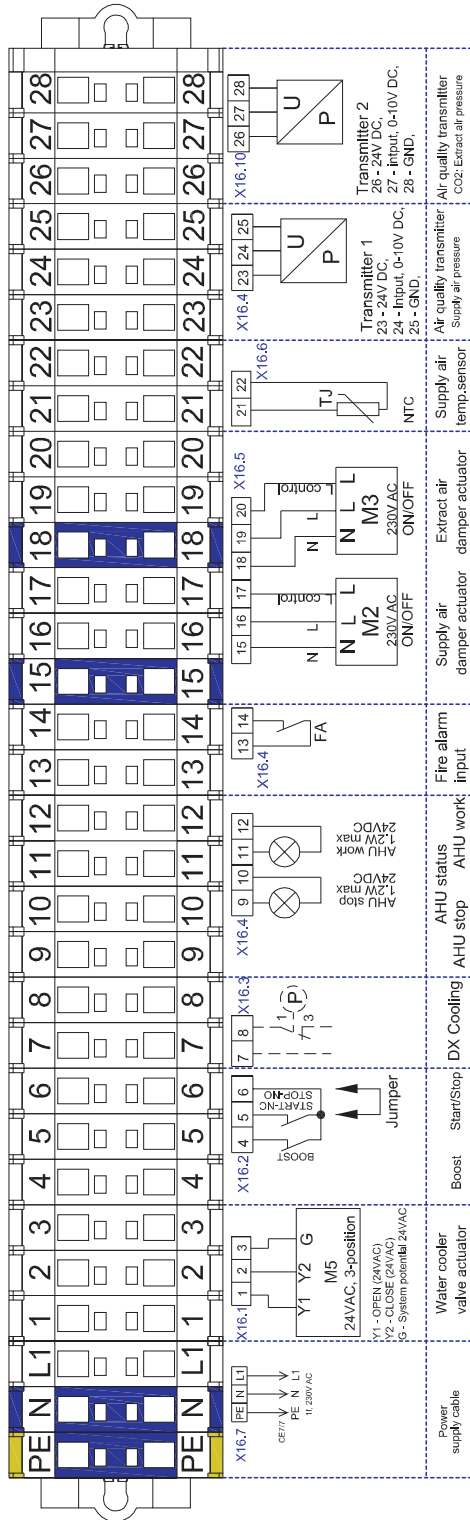 PE N L1 1 2 3 4 5 6 7 8 9 10 11 12 13 14 15 16 17 18 19 20 21 22 23 24 25 26 27 28
PE N L1 1 2 3 4 5 6 7 8 9 10 11 12 13 14 15 16 17 18 19 20 21 22 23 24 25 26 27 28
X16.7
PE N L1
CE7/7
PE N L1
1f, 230V AC
Power
supply cable
X16.1
1 2 3
Y1 Y2 G
M5
24VAC, 3-position
Y1 - OPEN (24VAC)
Y2 - CLOSE (24VAC)
G - System potential 24VAC
Water cooler
valve actuator
X16.2
4 5 6
BOOST
START-NC
STOP-NO
Jumper
Boost Start/Stop
X16.3
7 8
1
3
P
DX Cooling
X16.4
9 10 11 12
AHU stop
1.2W max
24VDC
AHU work
1.2W max
24VDC
AHU status
AHU stop AHU work
X16.4
13 14
FA
Fire alarm
input
15 16 17
N L L control
N L L
M2
230V AC
ON/OFF
Supply air
damper actuator
X16.5
18 19 20
N L L control
N L L
M3
230V AC
ON/OFF
Extract air
damper actuator
X16.6
21 22
TJ
NTC
Supply air
temp.sensor
X16.4
23 24 25
U
P
Transmitter 1
23 - 24V DC,
24 - Intput, 0-10V DC,
25 - GND,
Air quality transmitter
Supply air pressure
X16.10
26 27 28
U
P
Transmitter 2
26 - 24V DC,
27 - intput, 0-10V DC,
28 - GND,
Air quality transmitter
CO2; Extract air pressure